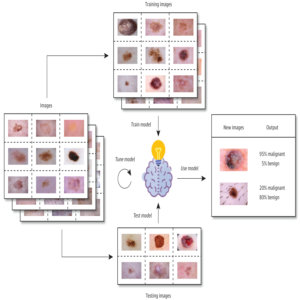 Training images
Images
Train model
Tune model
Use model
Test model
New images Output
95% malignant
5% benign
20% malignant
80% benign
Testing images